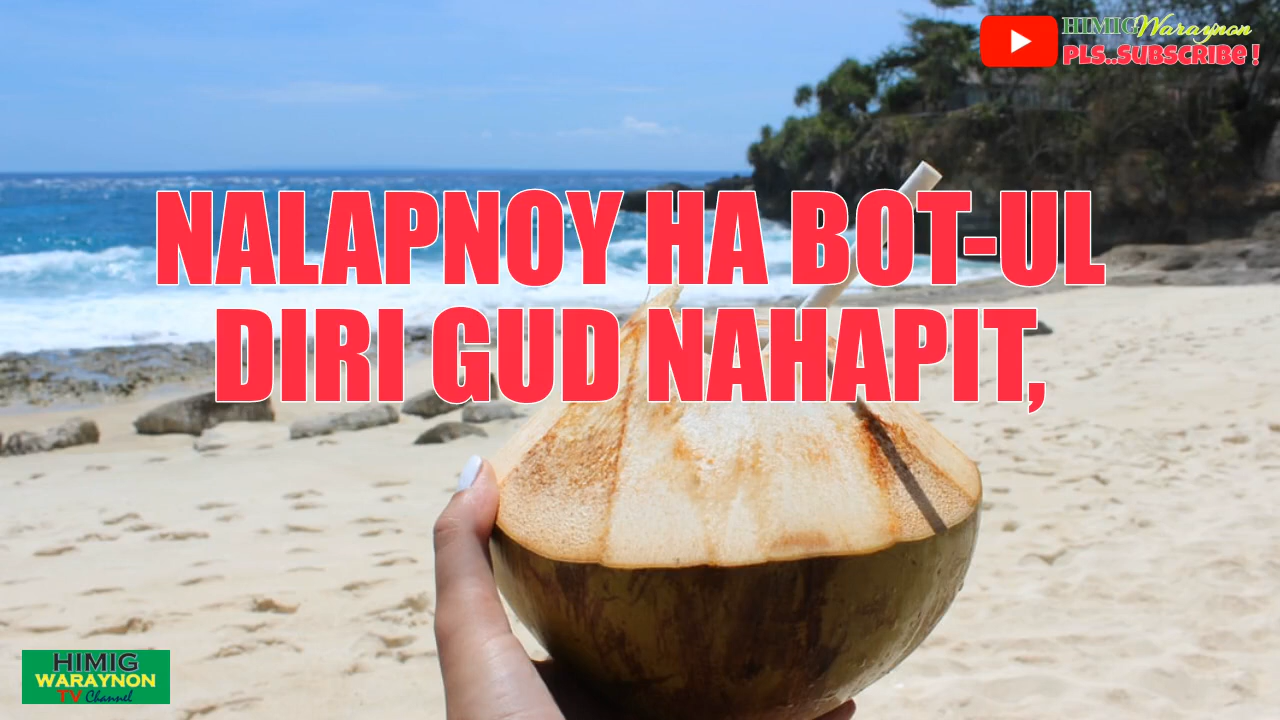 HIMIG Waraynon
PLS..SUBSCRIBE !
NALAPNOY HA BOT-UL
DIRI GUD NAHAPIT,
HIMIG
WARAYNON
TV Channel